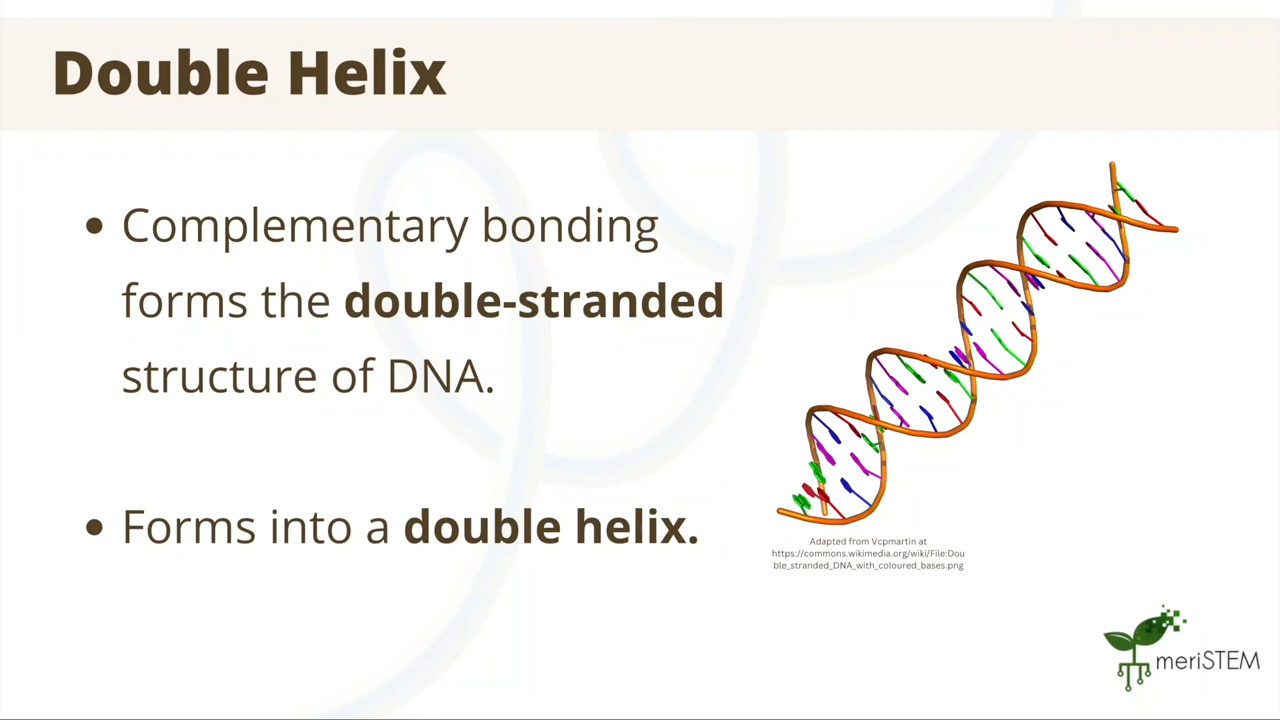 Double Helix
• Complementary bonding
forms the double-stranded
structure of DNA.
• Forms into a double helix.
Adapted from Vcpmartin at
https://commons.wikimedia.org/wiki/File:Dou
ble_stranded_DNA_with_coloured_bases.png
meriSTEM